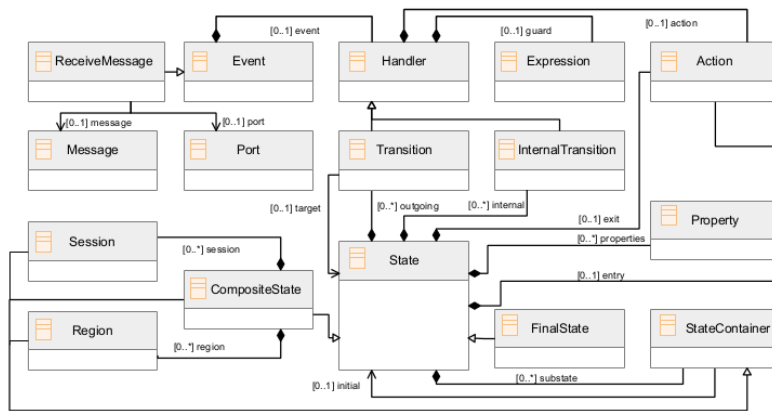 [0..1] event
[0..1] guard
[0..1] action
ReceiveMessage
Event
Handler
Expression
Action
[0..1] message
[0..1] port
Message
Port
Transition
InternalTransition
[0..1] target
[0..*] outgoing
[0..*] internal
[0..1] exit
Session
Property
[0..*] session
[0..*] properties
State
CompositeState
[0..1] entry
Region
FinalState
StateContainer
[0..*] region
[0..1] initial
[0..*] substate